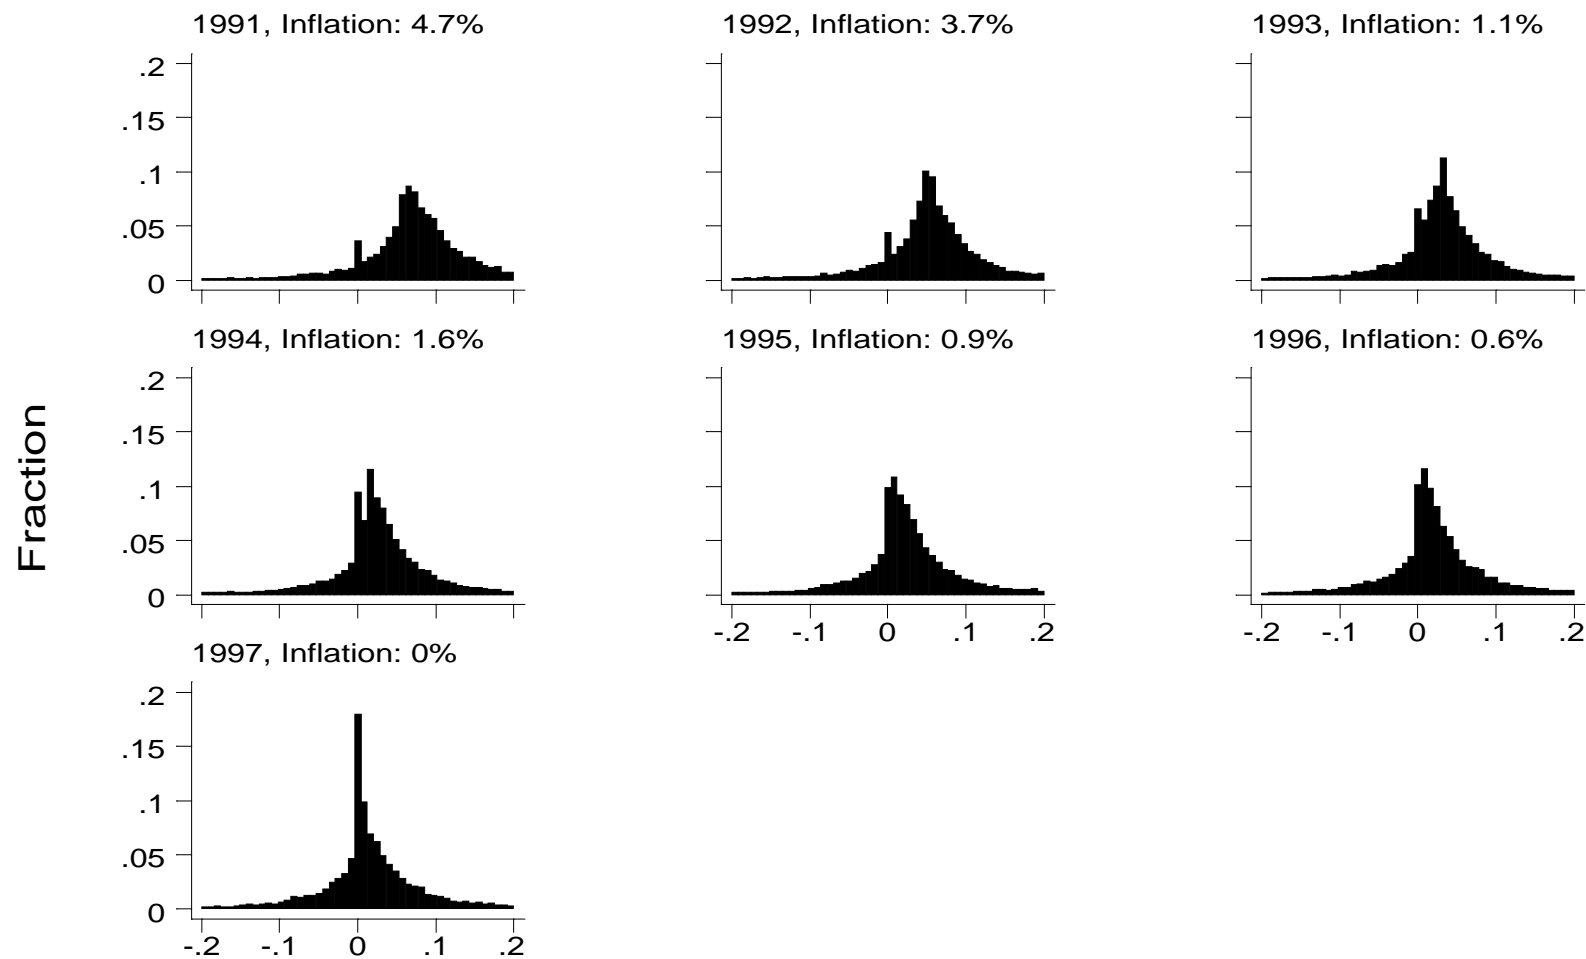 1991, Inflation: 4.7%
1992, Inflation: 3.7%
1993, Inflation: 1.1%
.2
.15
.1
.05
0
1994, Inflation: 1.6%
1995, Inflation: 0.9%
1996, Inflation: 0.6%
Fraction
.2
.15
.1
.05
0
-.2 -.1 0 .1 .2
-.2 -.1 0 .1 .2
1997, Inflation: 0%
.2
.15
.1
.05
0
-.2 -.1 0 .1 .2